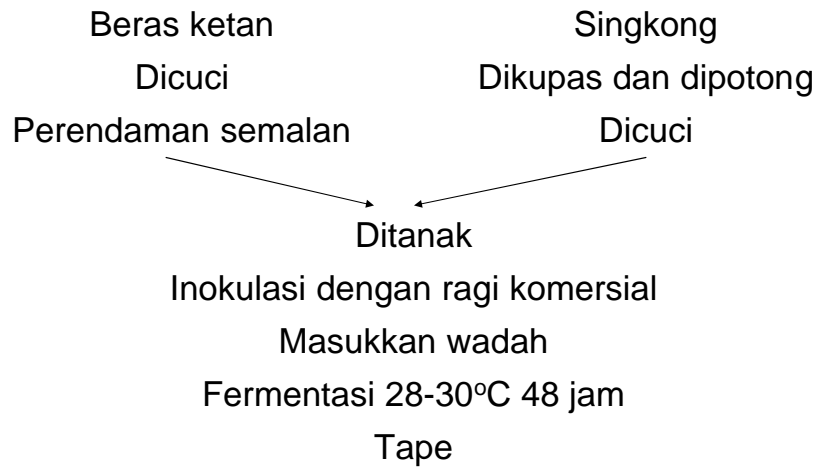 Beras ketan
Dicuci
Perendaman semalan
Singkong
Dikupas dan dipotong
Dicuci
Ditanak
Inokulasi dengan ragi komersial
Masukkan wadah
Fermentasi 28-30°C 48 jam
Tape